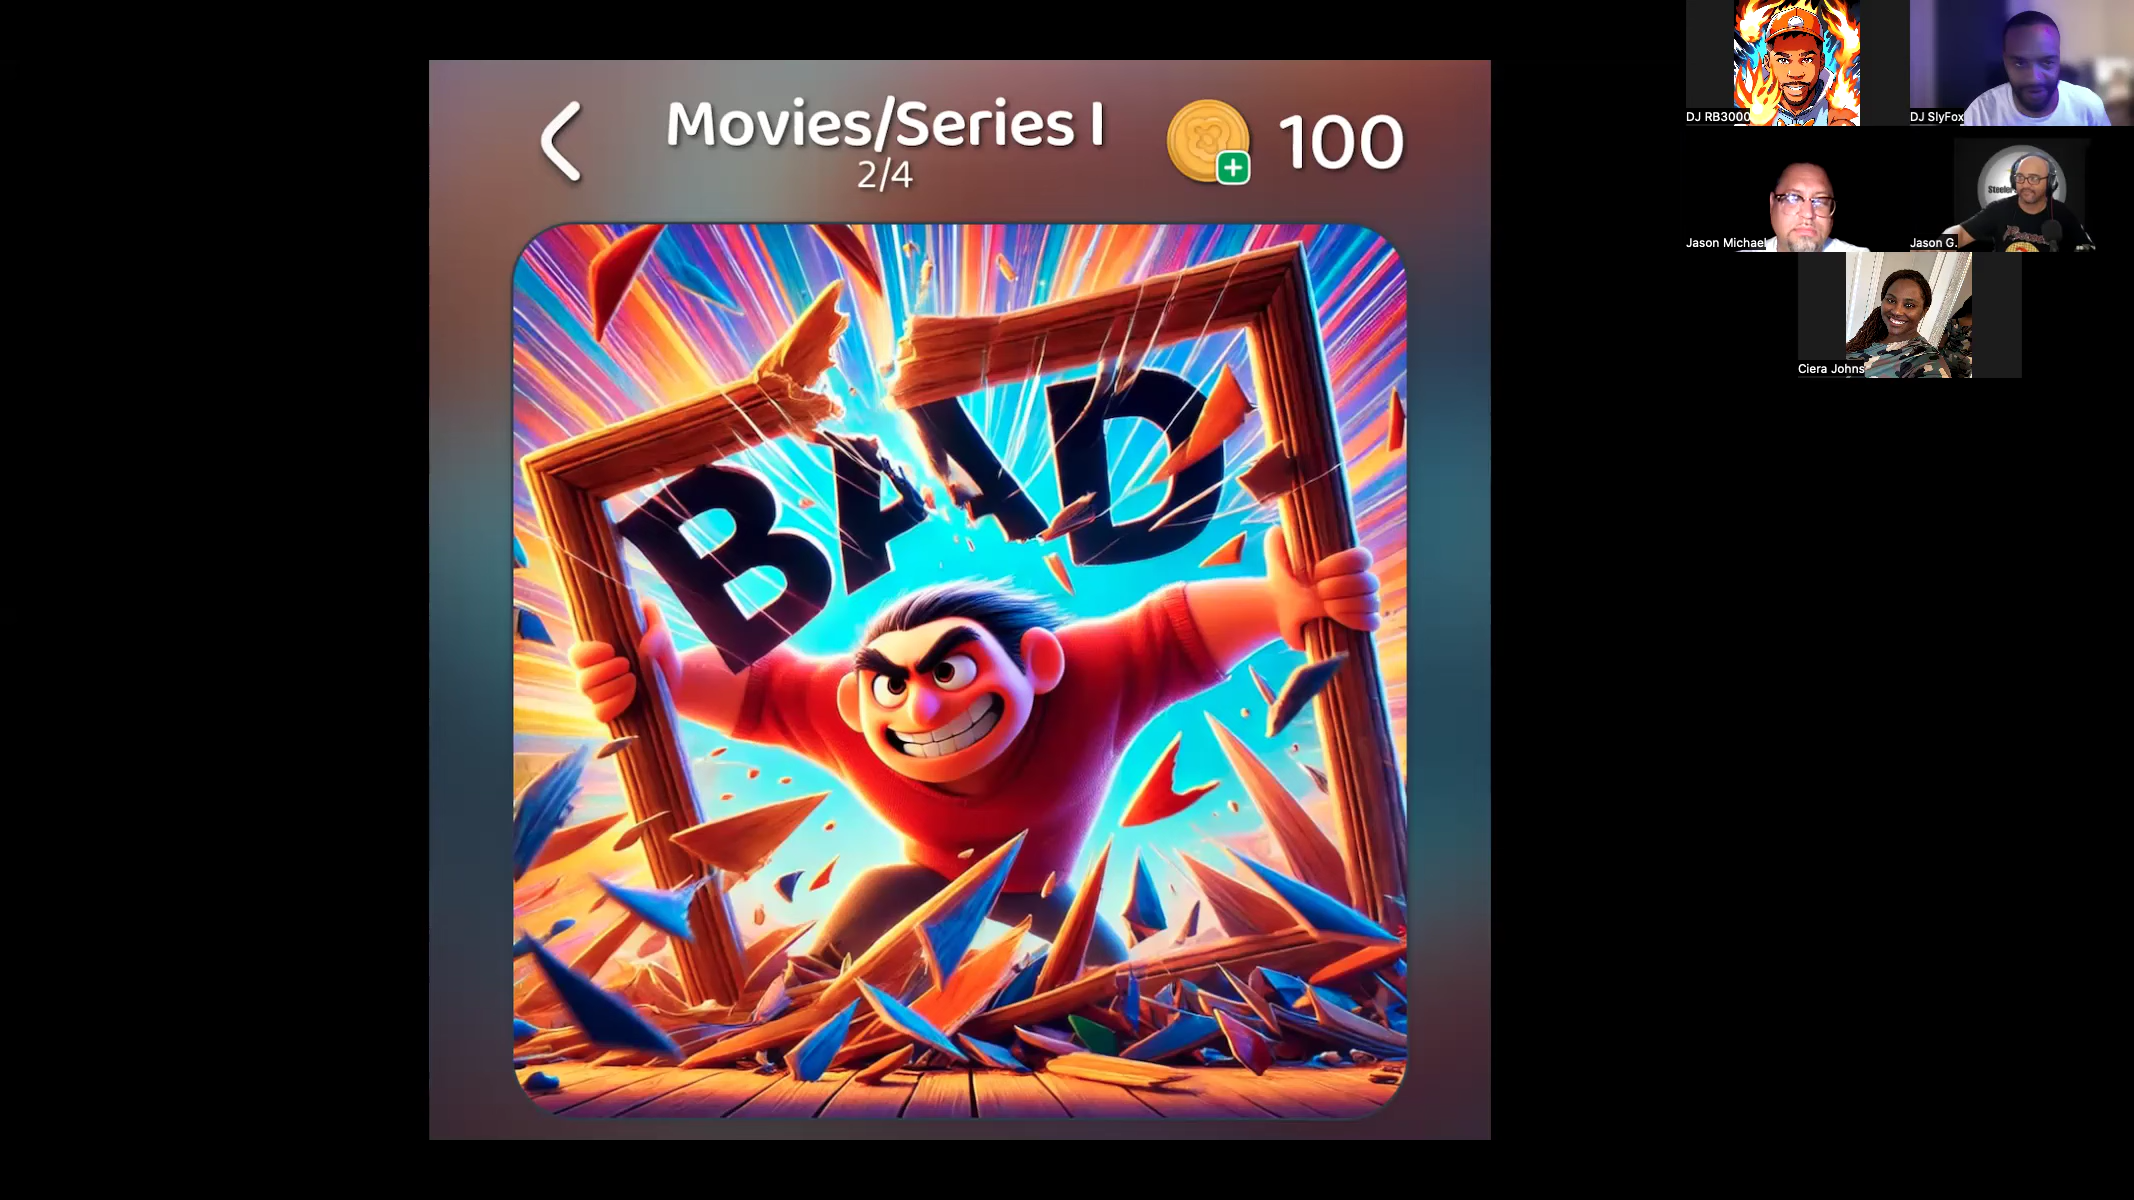 Movies/Series I
2/4
100
BAD
DJ RB3000
DJ SlyFox
Jason Michael
Jason G.
Ciera Johns